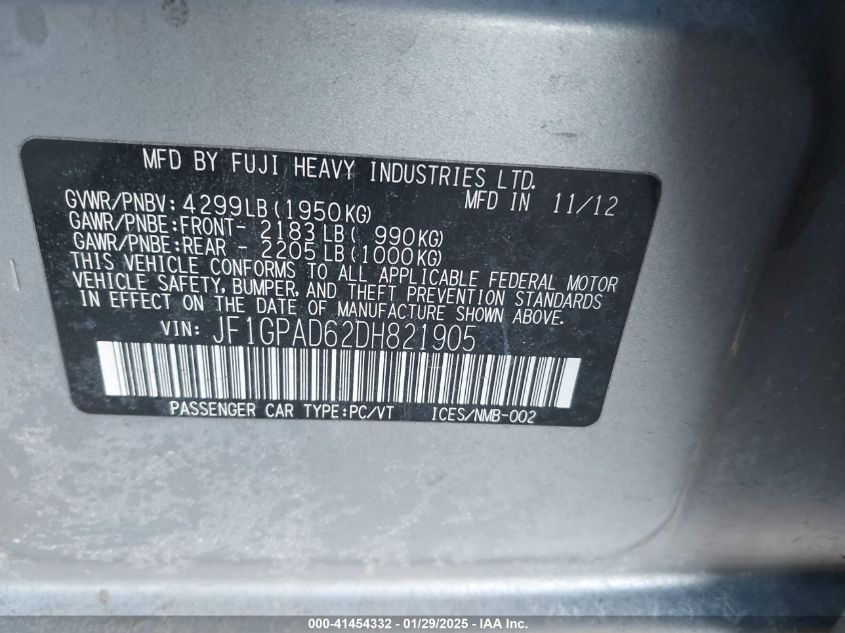 MFD BY FUJI HEAVY INDUSTRIES LTD.
GVWR/PNBV: 4299LB(1950KG) MFD IN 11/12
GAWR/PNBE:FRONT- 2183LB( 990KG)
GAWR/PNBE:REAR - 2205LB(1000KG)
THIS VEHICLE CONFORMS TO ALL APPLICABLE FEDERAL MOTOR
VEHICLE SAFETY, BUMPER, AND THEFT PREVENTION STANDARDS
IN EFFECT ON THE DATE OF MANUFACTURE SHOWN ABOVE.
VIN: JF1GPAD62DH821905
PASSENGER CAR TYPE:PC/VT ICES/NMB-002
000-41454332 - 01/29/2025 - IAA Inc.